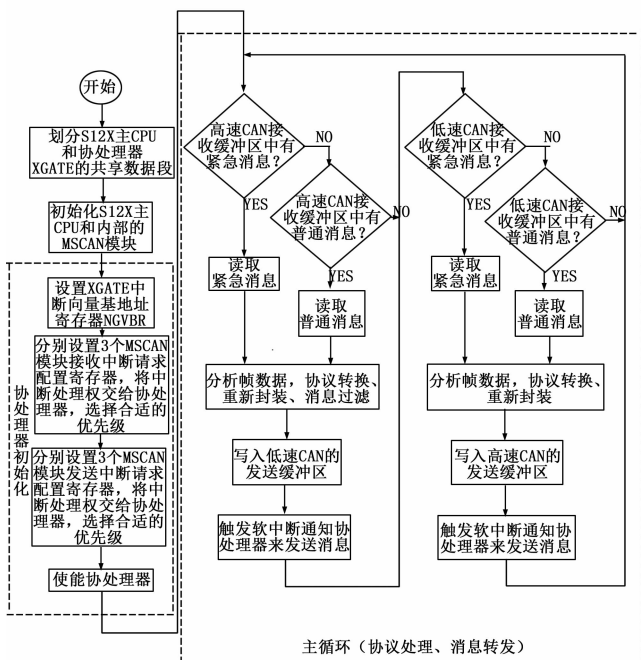 开始
划分S12X主CPU
和协处理器
XGATE的共享数据段
初始化S12X主
CPU和内部的
MSCAN模块
协处理器初始化
设置XGATE中
断向量基地址
寄存器NGVBR
分别设置3个MSCAN
模块接收中断请求
配置寄存器，将中
断处理权交给协处
理器，选择合适的
优先级
分别设置3个MSCAN
模块发送中断请求
配置寄存器，将中
断处理权交给协处
理器，选择合适的
优先级
使能协处理器
高速CAN接
收缓冲区中有
紧急消息？
NO
YES
高速CAN接
收缓冲区中有
普通消息？
NO
YES
读取
紧急消息
读取
普通消息
分析帧数据，协议转换、
重新封装、消息过滤
写入低速CAN的
发送缓冲区
触发软中断通知协
处理器来发送消息
低速CAN接
收缓冲区中有
紧急消息？
NO
YES
低速CAN接
收缓冲区中有
普通消息？
NO
YES
读取
紧急消息
读取
普通消息
分析帧数据，协议转换、
重新封装
写入高速CAN的
发送缓冲区
触发软中断通知协
处理器来发送消息
主循环（协议处理、消息转发）